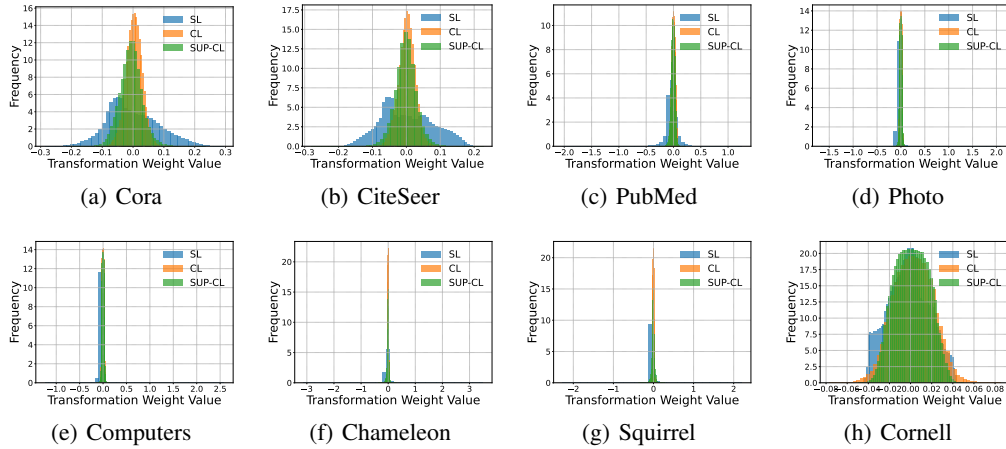 16
14
12
10
8
6
4
2
0
Frequency
−0.3 −0.2 −0.1 0.0 0.1 0.2 0.3
Transformation Weight Value
SL
CL
SUP-CL
(a) Cora
17.5
15.0
12.5
10.0
7.5
5.0
2.5
0.0
Frequency
−0.2 −0.1 0.0 0.1 0.2
Transformation Weight Value
SL
CL
SUP-CL
(b) CiteSeer
10
8
6
4
2
0
Frequency
−2.0 −1.5 −1.0 −0.5 0.0 0.5 1.0
Transformation Weight Value
SL
CL
SUP-CL
(c) PubMed
14
12
10
8
6
4
2
0
Frequency
−1.5 −1.0 −0.5 0.0 0.5 1.0 1.5 2.0
Transformation Weight Value
SL
CL
SUP-CL
(d) Photo
14
12
10
8
6
4
2
0
Frequency
−1.0 −0.5 0.0 0.5 1.0 1.5 2.0 2.5
Transformation Weight Value
SL
CL
SUP-CL
(e) Computers
20
15
10
5
0
Frequency
−3 −2 −1 0 1 2 3
Transformation Weight Value
SL
CL
SUP-CL
(f) Chameleon
20
15
10
5
0
Frequency
−2 −1 0 1 2
Transformation Weight Value
SL
CL
SUP-CL
(g) Squirrel
20.0
17.5
15.0
12.5
10.0
7.5
5.0
2.5
0.0
Frequency
−0.08−0.06−0.04−0.02 0.00 0.02 0.04 0.06 0.08
Transformation Weight Value
SL
CL
SUP-CL
(h) Cornell